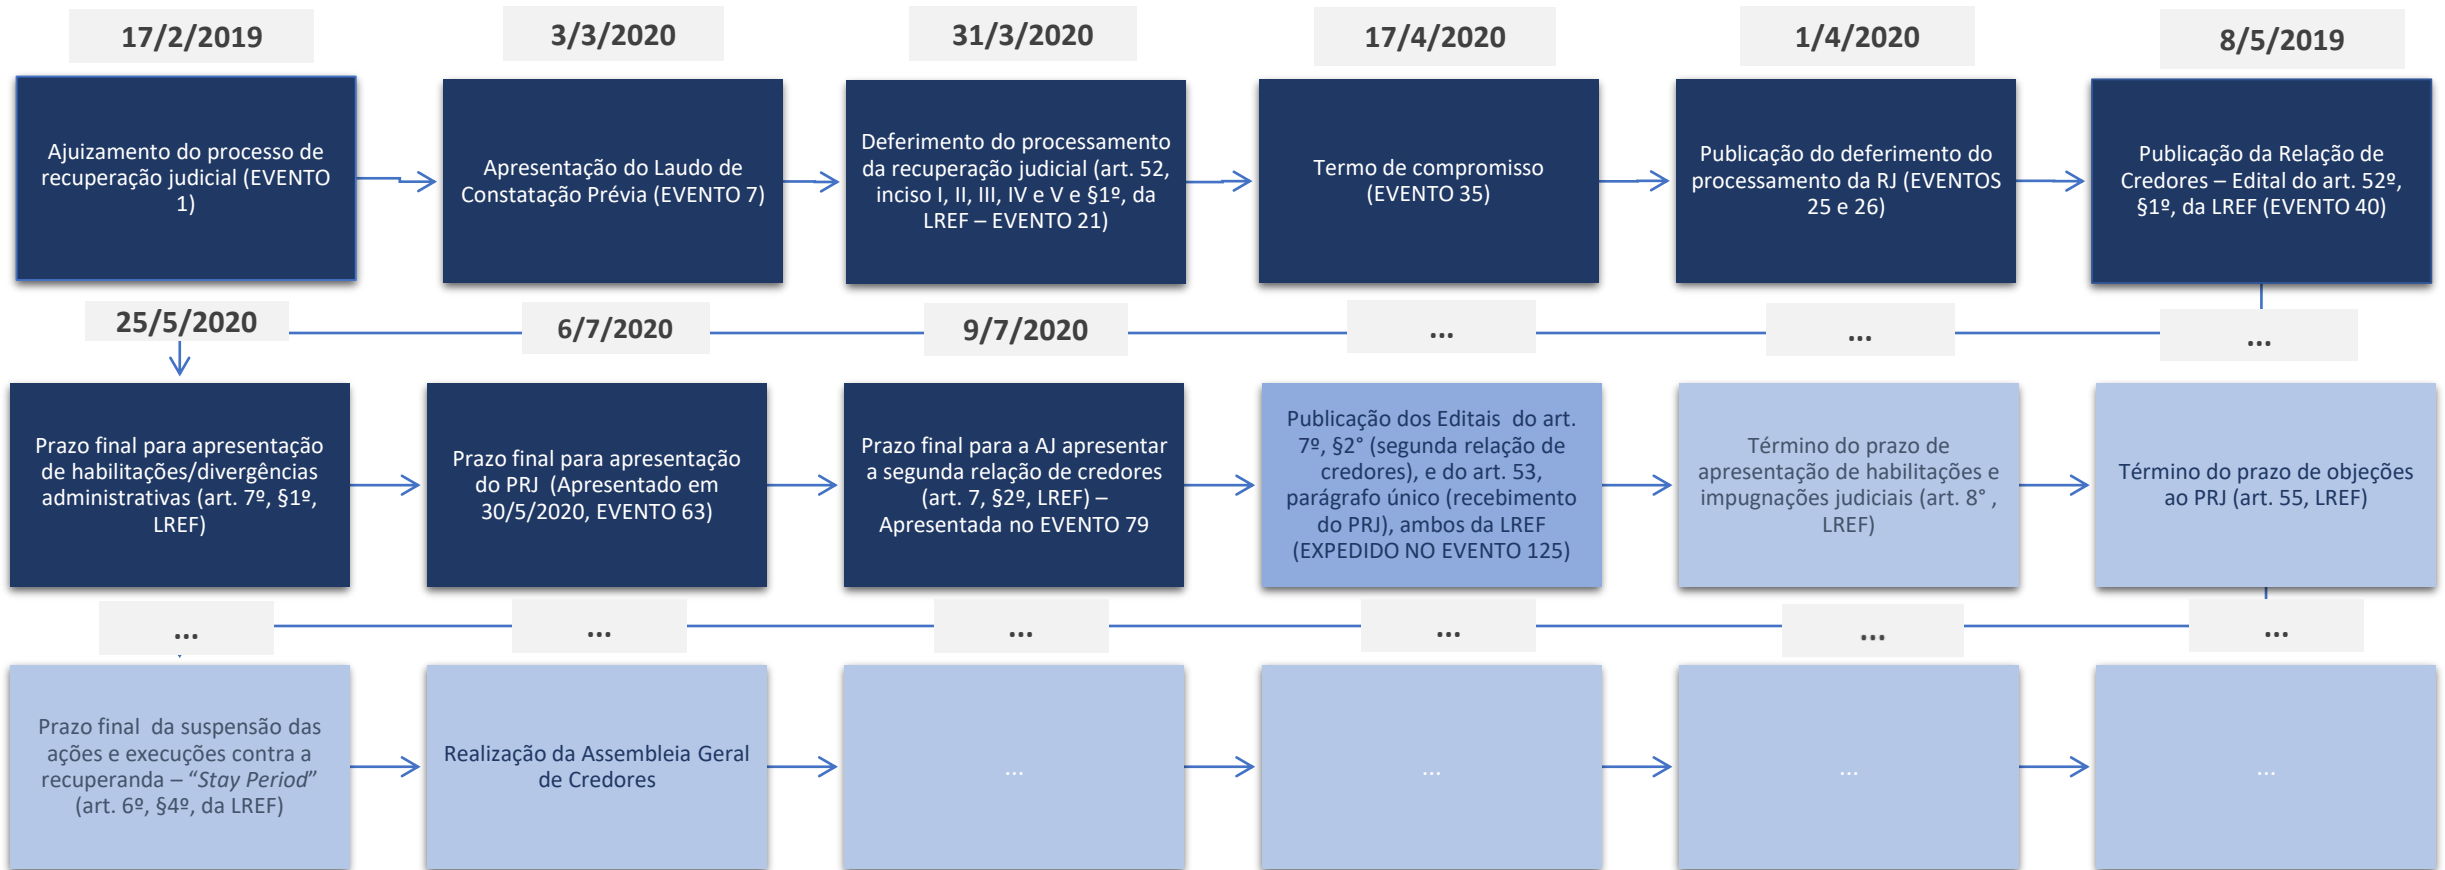 17/2/2019
3/3/2020
31/3/2020
17/4/2020
1/4/2020
8/5/2019
Ajuizamento do processo de
recuperação judicial (EVENTO
1)
Apresentação do Laudo de
Constatação Prévia (EVENTO 7)
Deferimento do processamento
da recuperação judicial (art. 52,
inciso I, II, III, IV e V e §1º, da
LREF – EVENTO 21)
Termo de compromisso
(EVENTO 35)
Publicação do deferimento do
processamento da RJ (EVENTOS
25 e 26)
Publicação da Relação de
Credores – Edital do art. 52º,
§1º, da LREF (EVENTO 40)
25/5/2020
6/7/2020
9/7/2020
...
...
...
Prazo final para apresentação
de habilitações/divergências
administrativas (art. 7º, §1º,
LREF)
Prazo final para apresentação
do PRJ (Apresentado em
30/5/2020, EVENTO 63)
Prazo final para a AJ apresentar
a segunda relação de credores
(art. 7, §2º, LREF) –
Apresentada no EVENTO 79
Publicação dos Editais do art.
7º, §2° (segunda relação de
credores), e do art. 53,
parágrafo único (recebimento
do PRJ), ambos da LREF
(EXPEDIDO NO EVENTO 125)
Término do prazo de
apresentação de habilitações e
impugnações judiciais (art. 8° ,
LREF)
Término do prazo de objeções
ao PRJ (art. 55, LREF)
...
...
...
...
...
...
Prazo final da suspensão das
ações e execuções contra a
recuperanda – “Stay Period”
(art. 6º, §4º, da LREF)
Realização da Assembleia Geral
de Credores
...
...
...
...